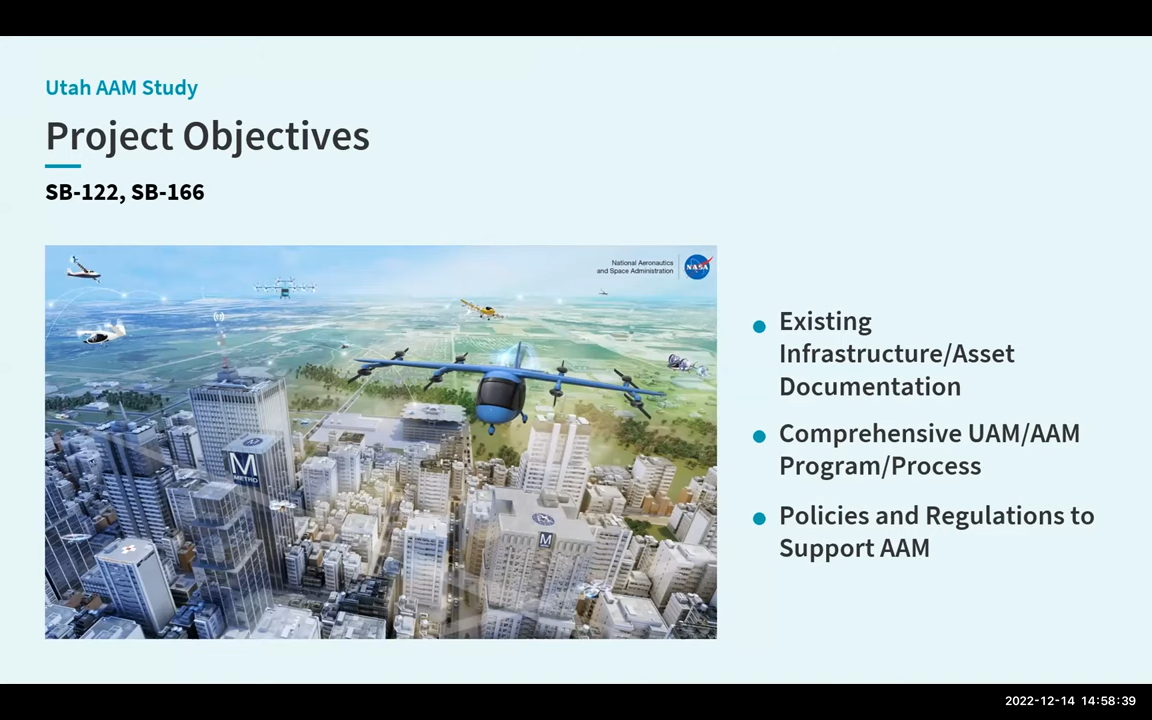 Utah AAM Study
Project Objectives
SB-122, SB-166
National Aeronautics
and Space Administration
NASA
M
METRO
M
Existing
Infrastructure/Asset
Documentation
Comprehensive UAM/AAM
Program/Process
Policies and Regulations to
Support AAM
2022-12-14 14:58:39